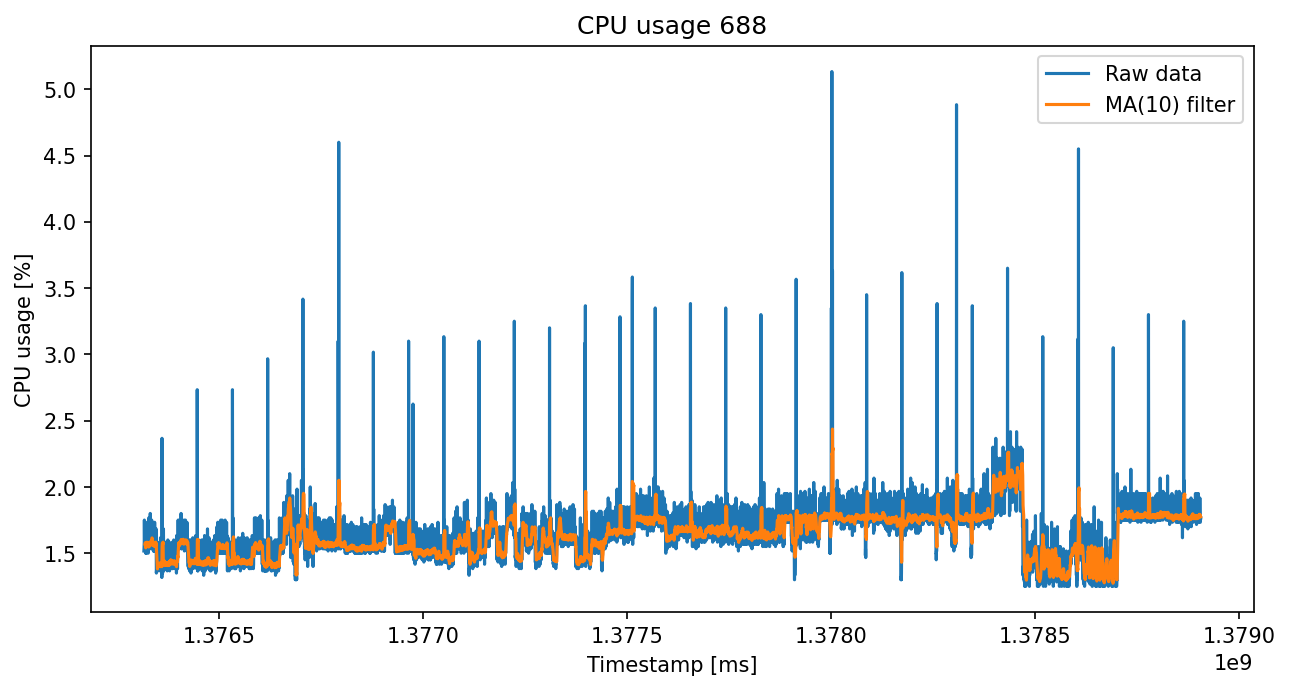 CPU usage 688
Raw data
MA(10) filter
CPU usage [%]
5.0
4.5
4.0
3.5
3.0
2.5
2.0
1.5
1.3765 1.3770 1.3775 1.3780 1.3785 1.3790
Timestamp [ms]
1e9